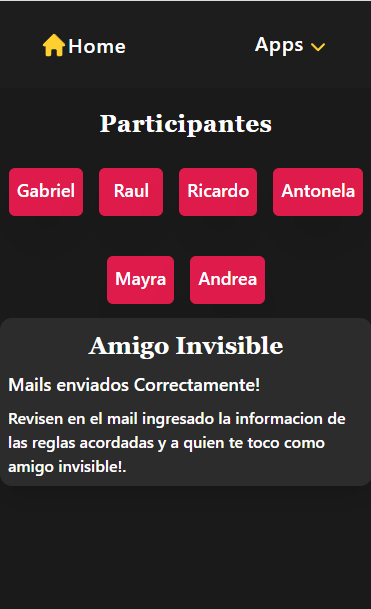 Home Apps
Participantes
Gabriel Raul Ricardo Antonela
Mayra Andrea
Amigo Invisible
Mails enviados Correctamente!
Revisen en el mail ingresado la informacion de
las reglas acordadas y a quien te toco como
amigo invisible!.